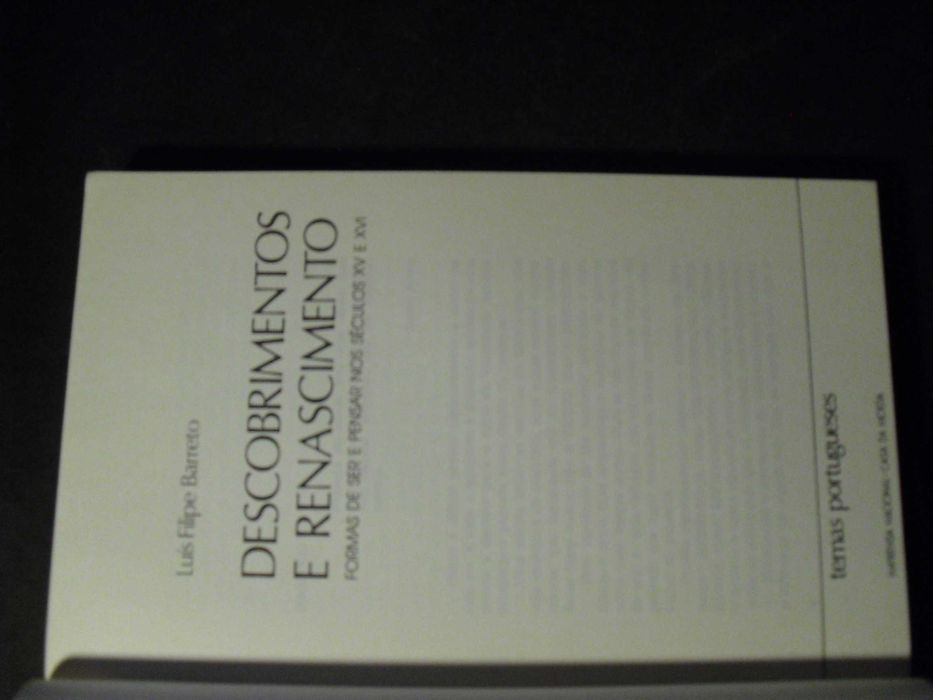 Luís Filipe Barreto
DESCOBRIMENTOS
E RENASCIMENTO
FORMAS DE SER E PENSAR NOS SÉCULOS XV E XVI
temas portugueses
IMPRENSA NACIONAL - CASA DA MOEDA